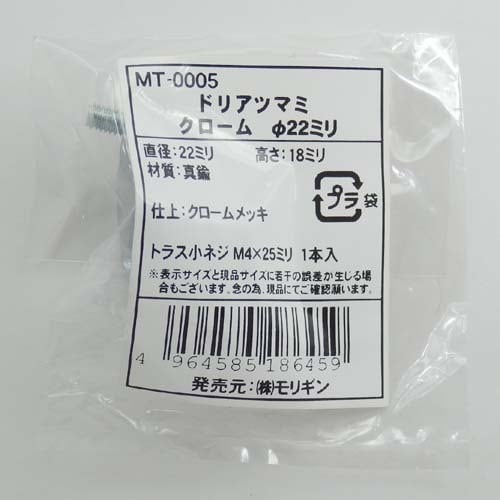 MT-0005
ドリアツマミ
クローム φ22ミリ
直径:22ミリ 高さ:18ミリ
材質:真鍮
プラ 袋
仕上:クロームメッキ
トラス小ネジ M4×25ミリ 1本入
※表示サイズと現品サイズに若干の誤差が生じる場
合もございます。念の為、現品にてご確認願います。
4 964585 186459
発売元:(株)モリギン